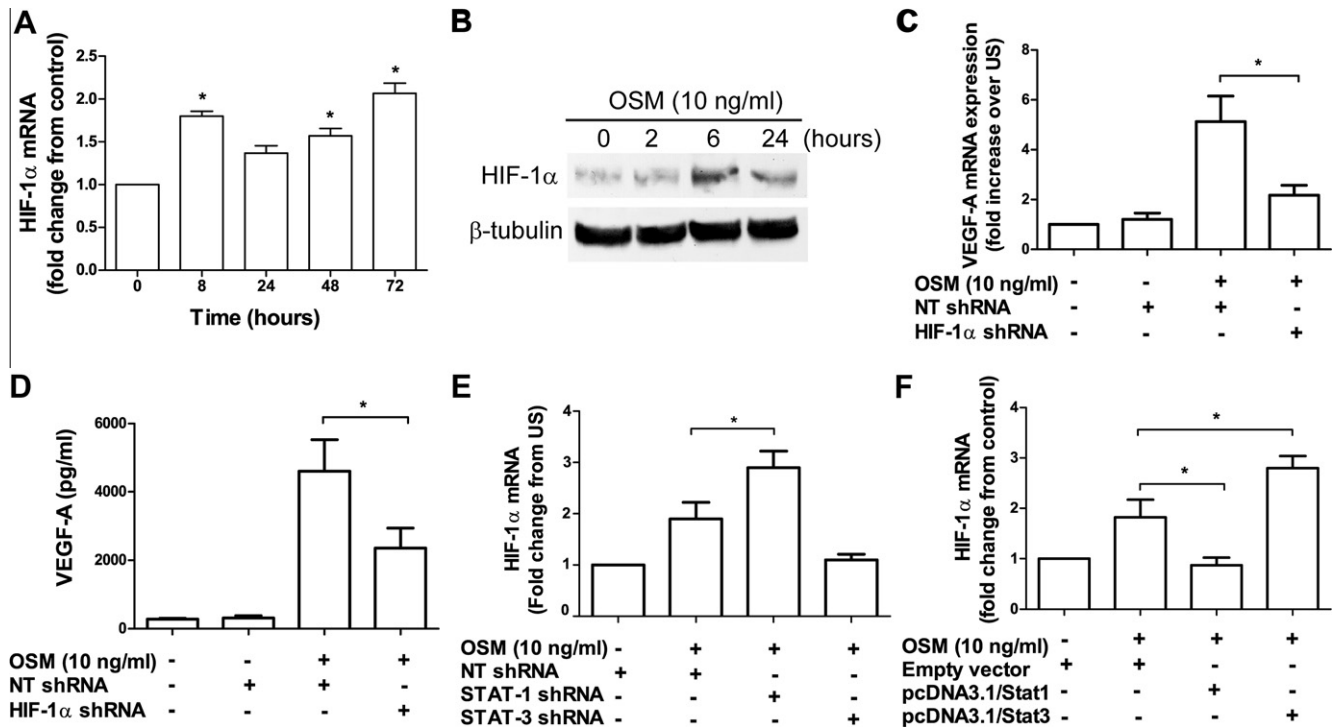 A
HIF-1α mRNA
(fold change from control)
2.5
2.0
1.5
1.0
0.5
0.0
*
*
*
0 8 24 48 72
Time (hours)
B
OSM (10 ng/ml)
0 2 6 24 (hours)
HIF-1α
β-tubulin
C
VEGF-A mRNA expression
(fold increase over US)
8
6
4
2
0
*
OSM (10 ng/ml) - - + +
NT shRNA - + + -
HIF-1α shRNA - - - +
D
VEGF-A (pg/ml)
6000
4000
2000
0
*
OSM (10 ng/ml) - - + +
NT shRNA - + + -
HIF-1α shRNA - - - +
E
HIF-1α mRNA
(Fold change from US)
4
3
2
1
0
*
OSM (10 ng/ml) - + + +
NT shRNA + + - -
STAT-1 shRNA - - + -
STAT-3 shRNA - - - +
F
HIF-1α mRNA
(fold change from control)
4
3
2
1
0
*
*
OSM (10 ng/ml) - + + +
Empty vector + + - -
pcDNA3.1/Stat1 - - + -
pcDNA3.1/Stat3 - - - +